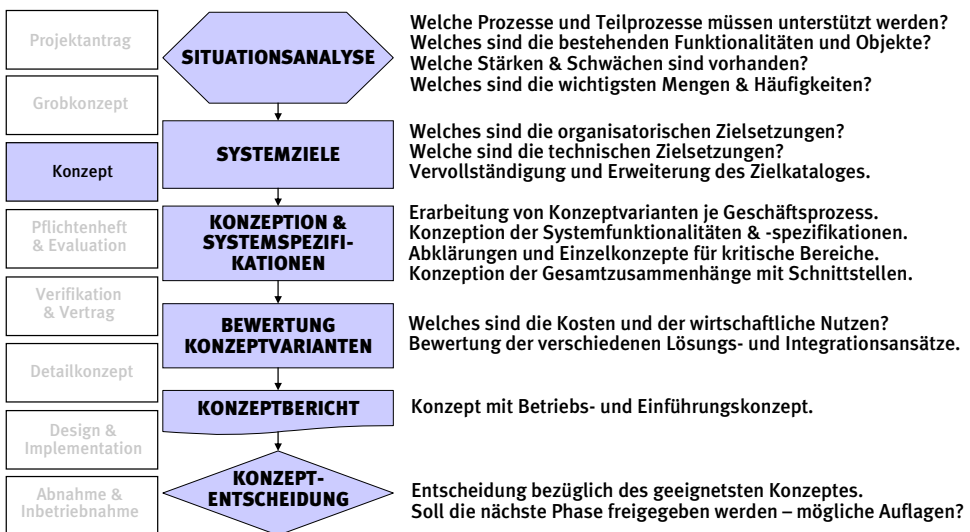 Projektantrag
Grobkonzept
Konzept
Pflichtenheft
& Evaluation
Verifikation
& Vertrag
Detailkonzept
Design &
Implementation
Abnahme &
Inbetriebnahme
SITUATIONSANALYSE
Welche Prozesse und Teilprozesse müssen unterstützt werden?
Welches sind die bestehenden Funktionalitäten und Objekte?
Welche Stärken & Schwächen sind vorhanden?
Welches sind die wichtigsten Mengen & Häufigkeiten?
SYSTEMZIELE
Welches sind die organisatorischen Zielsetzungen?
Welche sind die technischen Zielsetzungen?
Vervollständigung und Erweiterung des Zielkataloges.
KONZEPTION &
SYSTEMSPEZIFI-
KATIONEN
Erarbeitung von Konzeptvarianten je Geschäftsprozess.
Konzeption der Systemfunktionalitäten & -spezifikationen.
Abklärungen und Einzelkonzepte für kritische Bereiche.
Konzeption der Gesamtzusammenhänge mit Schnittstellen.
BEWERTUNG
KONZEPTVARIANTEN
Welches sind die Kosten und der wirtschaftliche Nutzen?
Bewertung der verschiedenen Lösungs- und Integrationsansätze.
KONZEPTBERICHT
Konzept mit Betriebs- und Einführungskonzept.
KONZEPT-
ENTSCHEIDUNG
Entscheidung bezüglich des geeignetsten Konzeptes.
Soll die nächste Phase freigegeben werden – mögliche Auflagen?